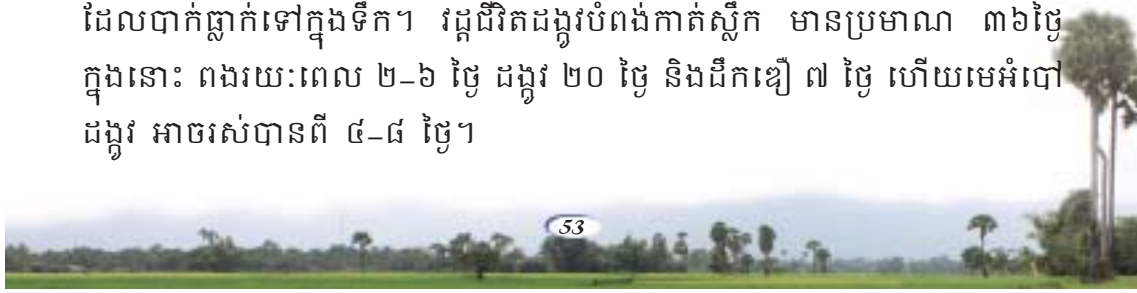 ដែលបាក់ធ្លាក់ទៅក្នុងទឹក។ វដ្តជីវិតដង្កូវបំពង់កាត់ស្លឹក មានប្រមាណ ៣៦ថ្ងៃ
ក្នុងនោះ ពងរយៈពេល ២-៦ ថ្ងៃ ដង្កូវ ២០ ថ្ងៃ និងដឹកឌឿ ៧ ថ្ងៃ ហើយមេអំបៅ
ដង្កូវ អាចរស់បានពី ៤-៨ ថ្ងៃ។
53